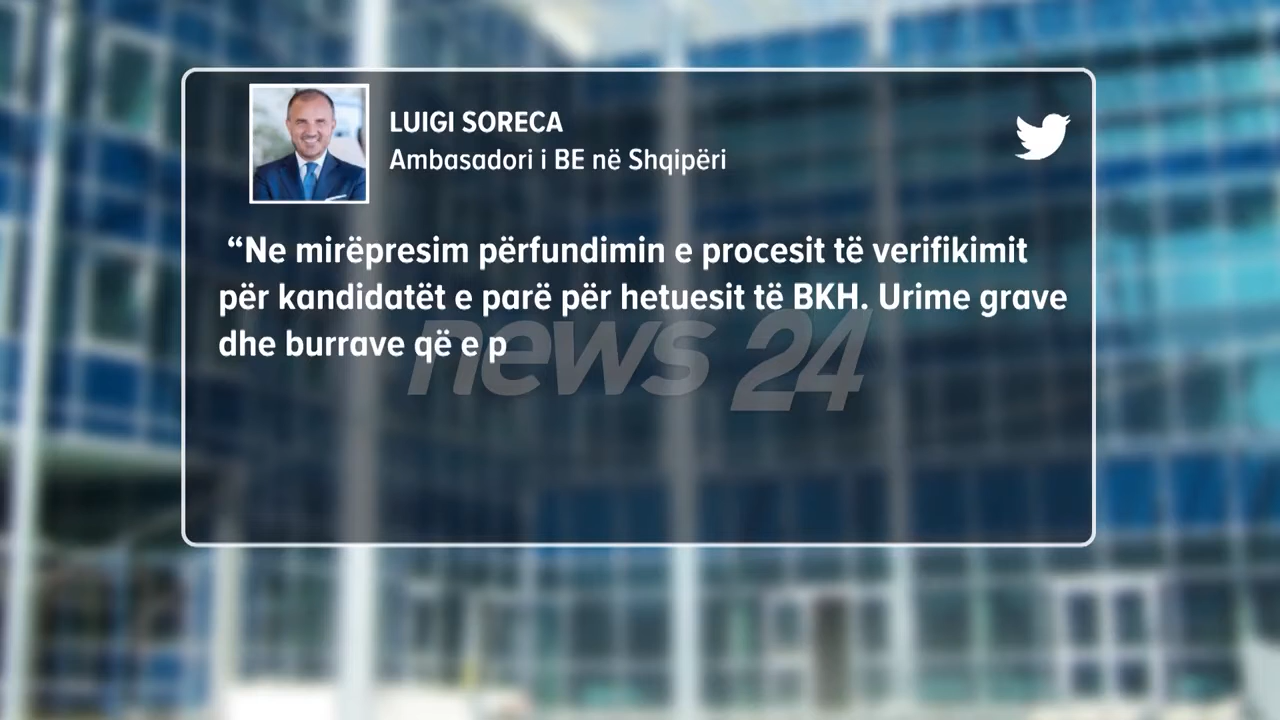 LUIGI SORECA
Ambasadori i BE në Shqipëri
“Ne mirëpresim përfundimin e procesit të verifikimit
për kandidatët e parë për hetuesit të BKH. Urime grave
dhe burrave që e p
news 24